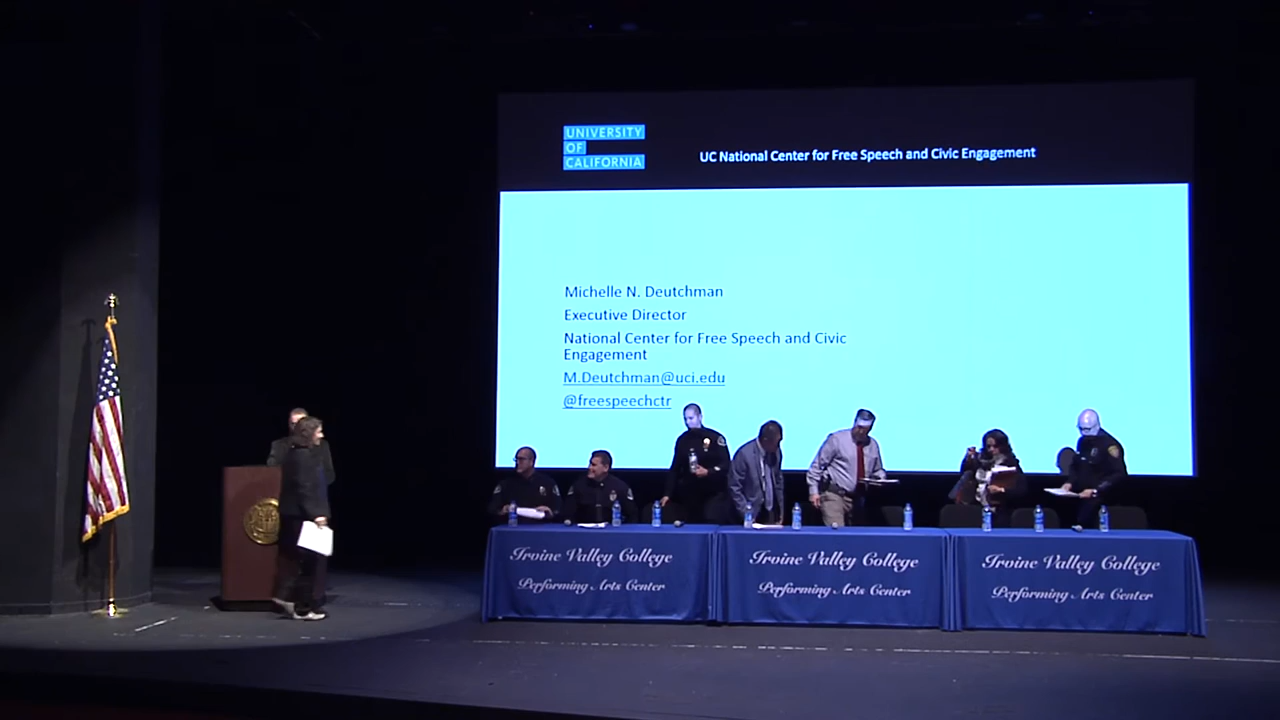 UNIVERSITY
OF
CALIFORNIA
UC National Center for Free Speech and Civic Engagement
Michelle N. Deutchman
Executive Director
National Center for Free Speech and Civic
Engagement
M.Deutchman@uci.edu
@freespeechctr
Irvine Valley College
Performing Arts Center
Irvine Valley College
Performing Arts Center
Irvine Valley College
Performing Arts Center